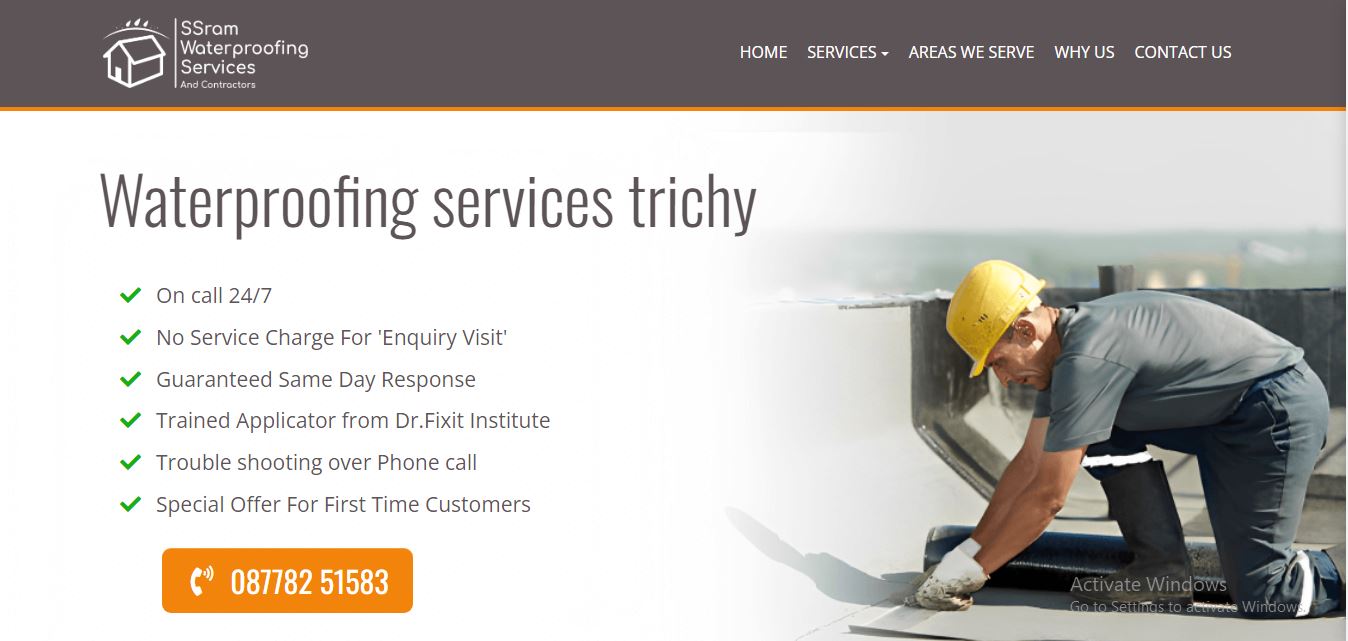 SSram
Waterproofing
Services
And Contractors
HOME SERVICES AREAS WE SERVE WHY US CONTACT US
Waterproofing services trichy
On call 24/7
No Service Charge For 'Enquiry Visit'
Guaranteed Same Day Response
Trained Applicator from Dr.Fixit Institute
Trouble shooting over Phone call
Special Offer For First Time Customers
087782 51583
Activate Windows
Go to Settings to activate Windows.